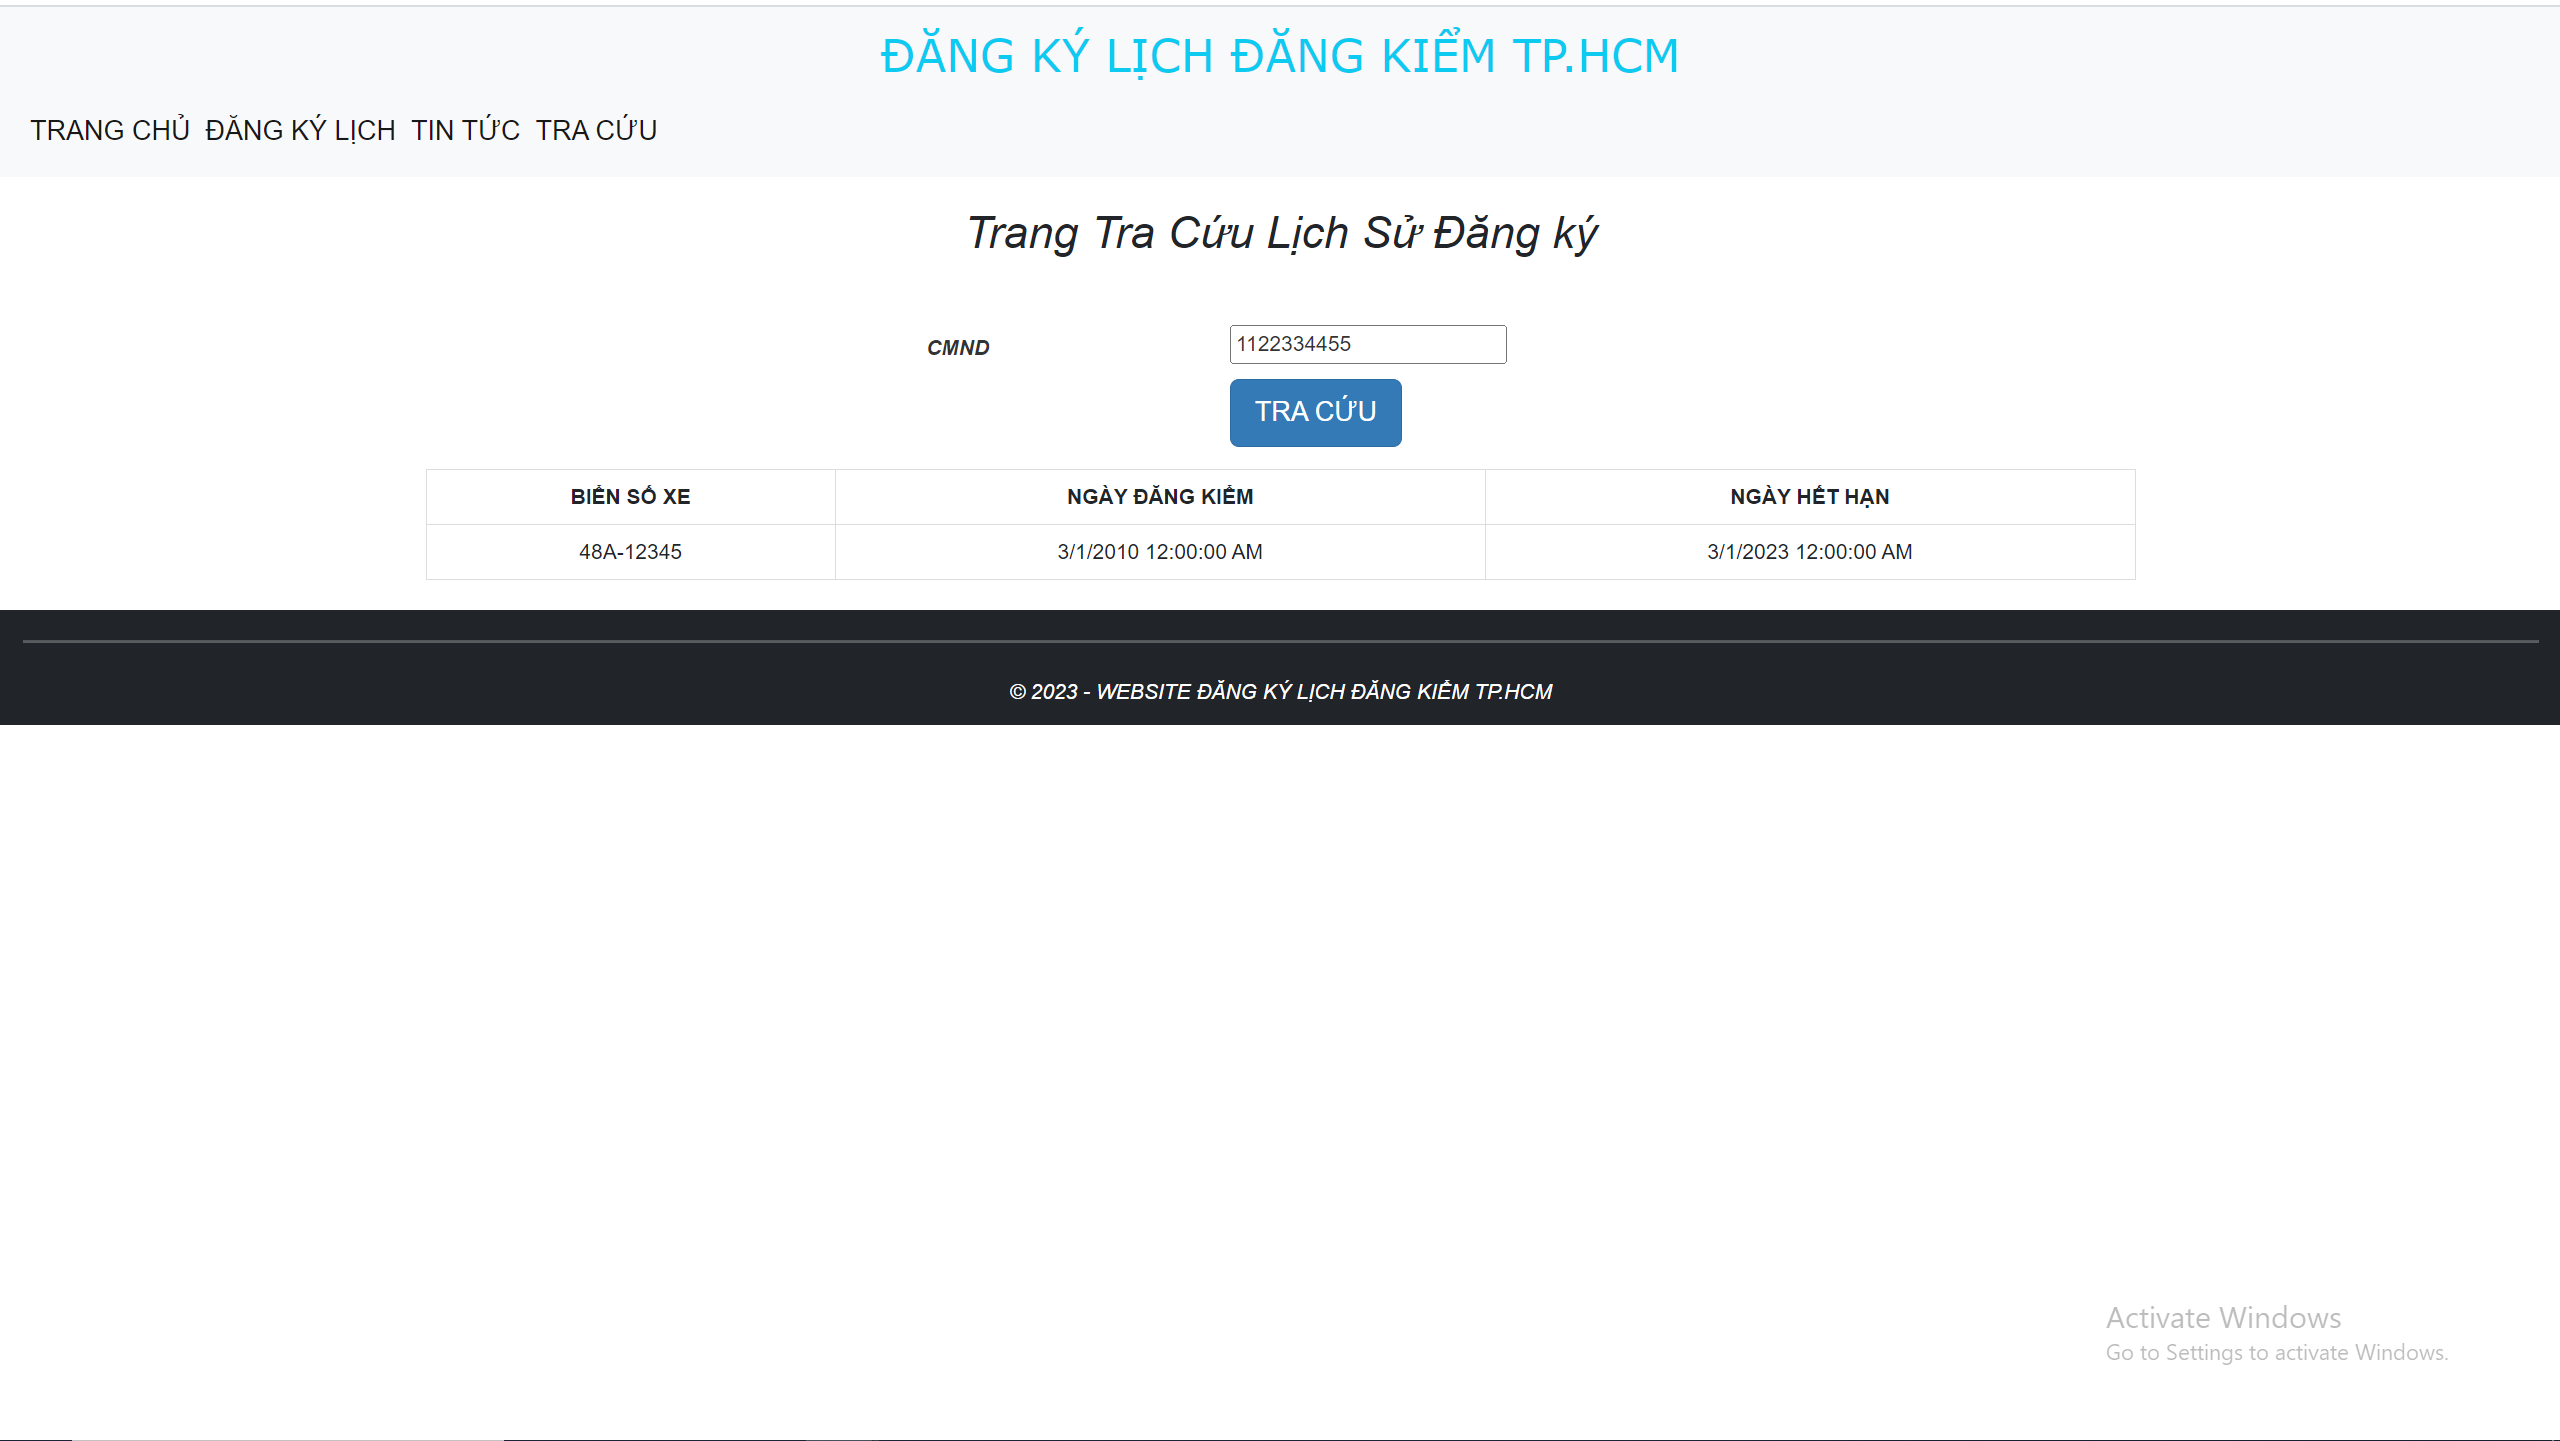 ĐĂNG KÝ LỊCH ĐĂNG KIỂM TP.HCM
TRANG CHỦ ĐĂNG KÝ LỊCH TIN TỨC TRA CỨU
Trang Tra Cứu Lịch Sử Đăng ký
CMND 1122334455
TRA CỨU
BIỂN SỐ XE NGÀY ĐĂNG KIỂM NGÀY HẾT HẠN
48A-12345 3/1/2010 12:00:00 AM 3/1/2023 12:00:00 AM
© 2023 - WEBSITE ĐĂNG KÝ LỊCH ĐĂNG KIỂM TP.HCM
Activate Windows
Go to Settings to activate Windows.